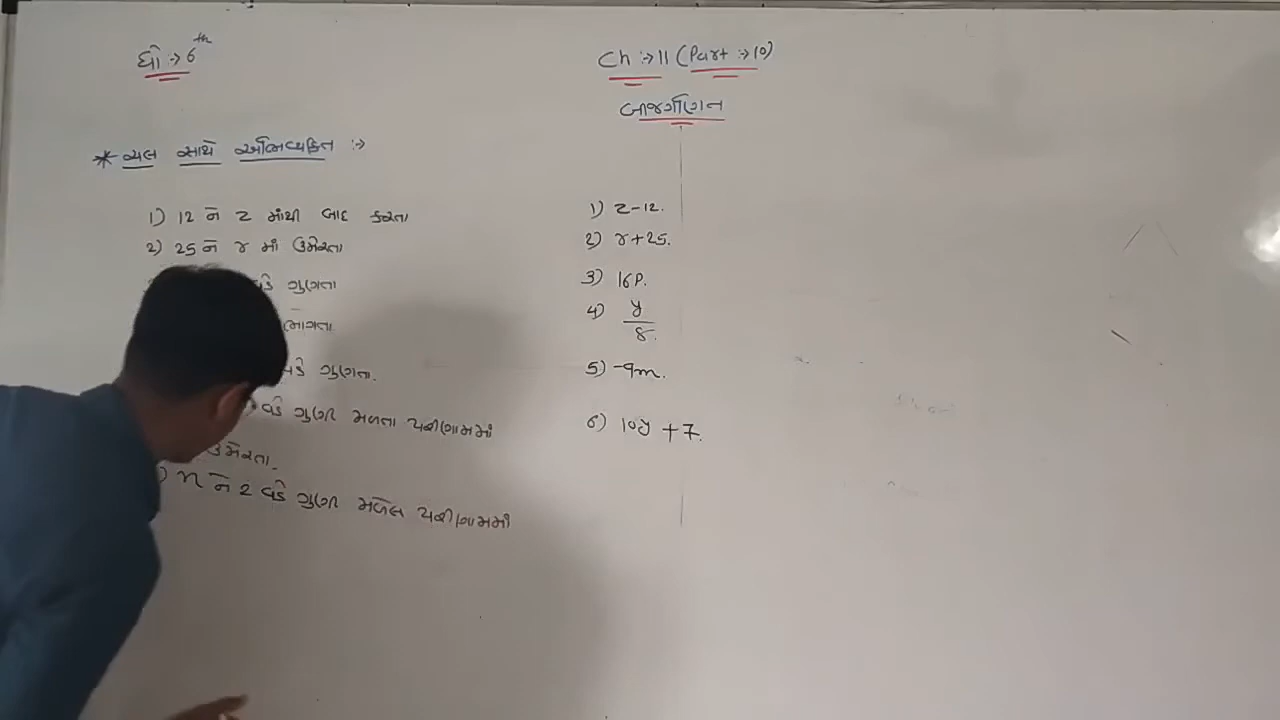 ધો :→ 6th
Ch :→ 11 (Part :→ 10)
બીજગણિત
* ચલ સાથે અભિવ્યક્તિ :→
1) 12 ને z માંથી બાદ કરતા
2) 25 ને r માં ઉમેરતા
વડે ગુણતા
ભાગતા
વડે ગુણતા.
વડે ગુણી મળતા પરીણામમાં
ઉમેરતા.
) n ને 2 વડે ગુણી મળેલ પરીણામમાં
1) z-12.
2) r+25.
3) 16P.
4) y/8.
5) -9m.
6) 10y +7.